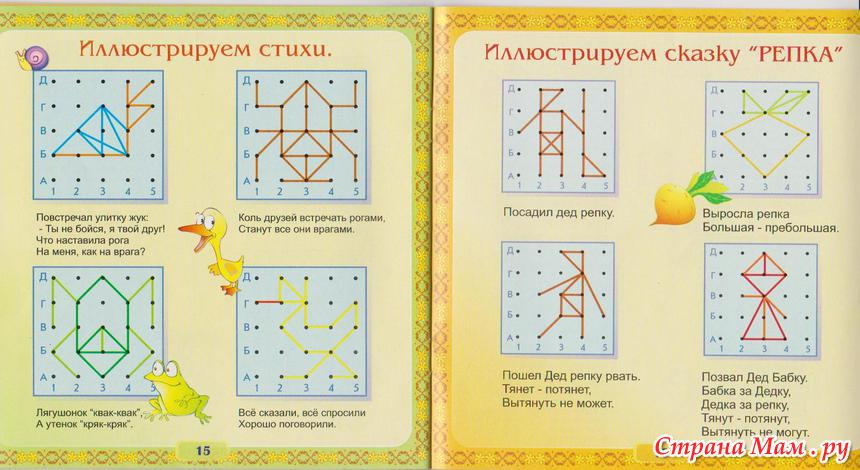 Иллюстрируем стихи.
Д
Г
В
Б
А
1 2 3 4 5
Д
Г
В
Б
А
1 2 3 4 5
Повстречал улитку жук:
- Ты не бойся, я твой друг!
Что наставила рога
На меня, как на врага?
Коль друзей встречать рогами,
Станут все они врагами.
Д
Г
В
Б
А
1 2 3 4 5
Д
Г
В
Б
А
1 2 3 4 5
Лягушонок "квак-квак",
А утенок "кряк-кряк".
Всё сказали, всё спросили
Хорошо поговорили.
15
Иллюстрируем сказку "РЕПКА"
Д
Г
В
Б
А
1 2 3 4 5
Д
Г
В
Б
А
1 2 3 4 5
Посадил дед репку.
Выросла репка
Большая - пребольшая.
Д
Г
В
Б
А
1 2 3 4 5
Д
Г
В
Б
А
1 2 3 4 5
Пошел Дед репку рвать.
Тянет - потянет,
Вытянуть не может.
Позвал Дед Бабку.
Бабка за Дедку,
Дедка за репку,
Тянут - потянут,
Вытянуть не могут.
Страна Мам.ру